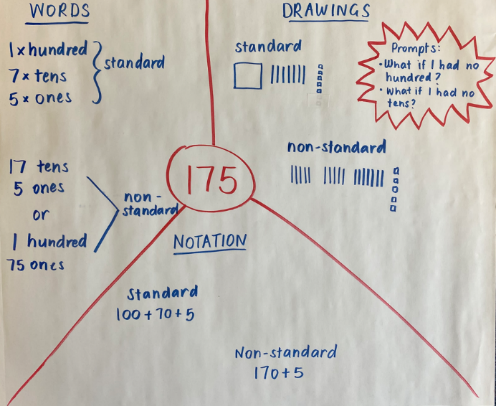 WORDS
1 x hundred
7 x tens
5 x ones
standard
17 tens
5 ones
or
1 hundred
75 ones
non-
standard
DRAWINGS
standard
Prompts:
• What if I had no
hundred?
• What if I had no
tens?
non-standard
175
NOTATION
Standard
100 + 70 + 5
Non-standard
170 + 5